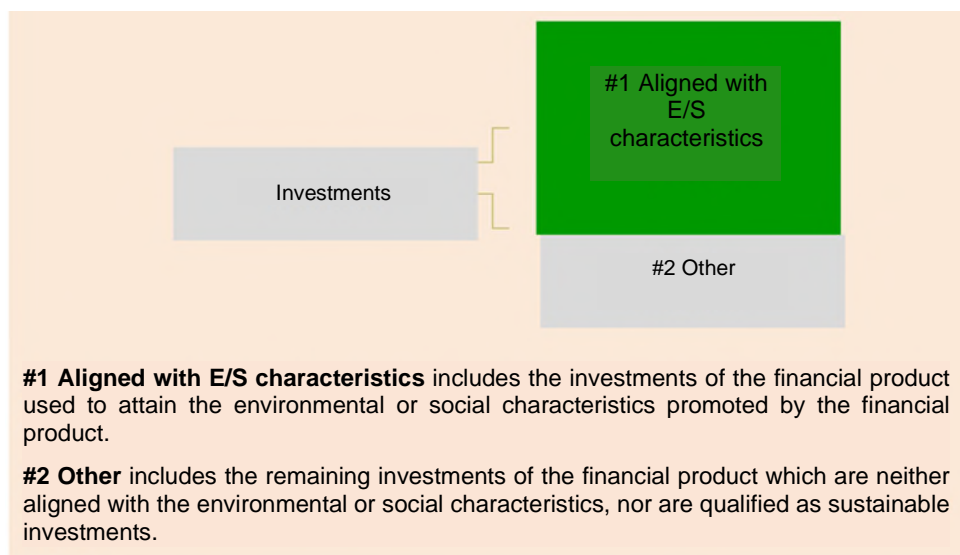 #1 Aligned with
E/S
characteristics
Investments
#2 Other
#1 Aligned with E/S characteristics includes the investments of the financial product
used to attain the environmental or social characteristics promoted by the financial
product.
#2 Other includes the remaining investments of the financial product which are neither
aligned with the environmental or social characteristics, nor are qualified as sustainable
investments.